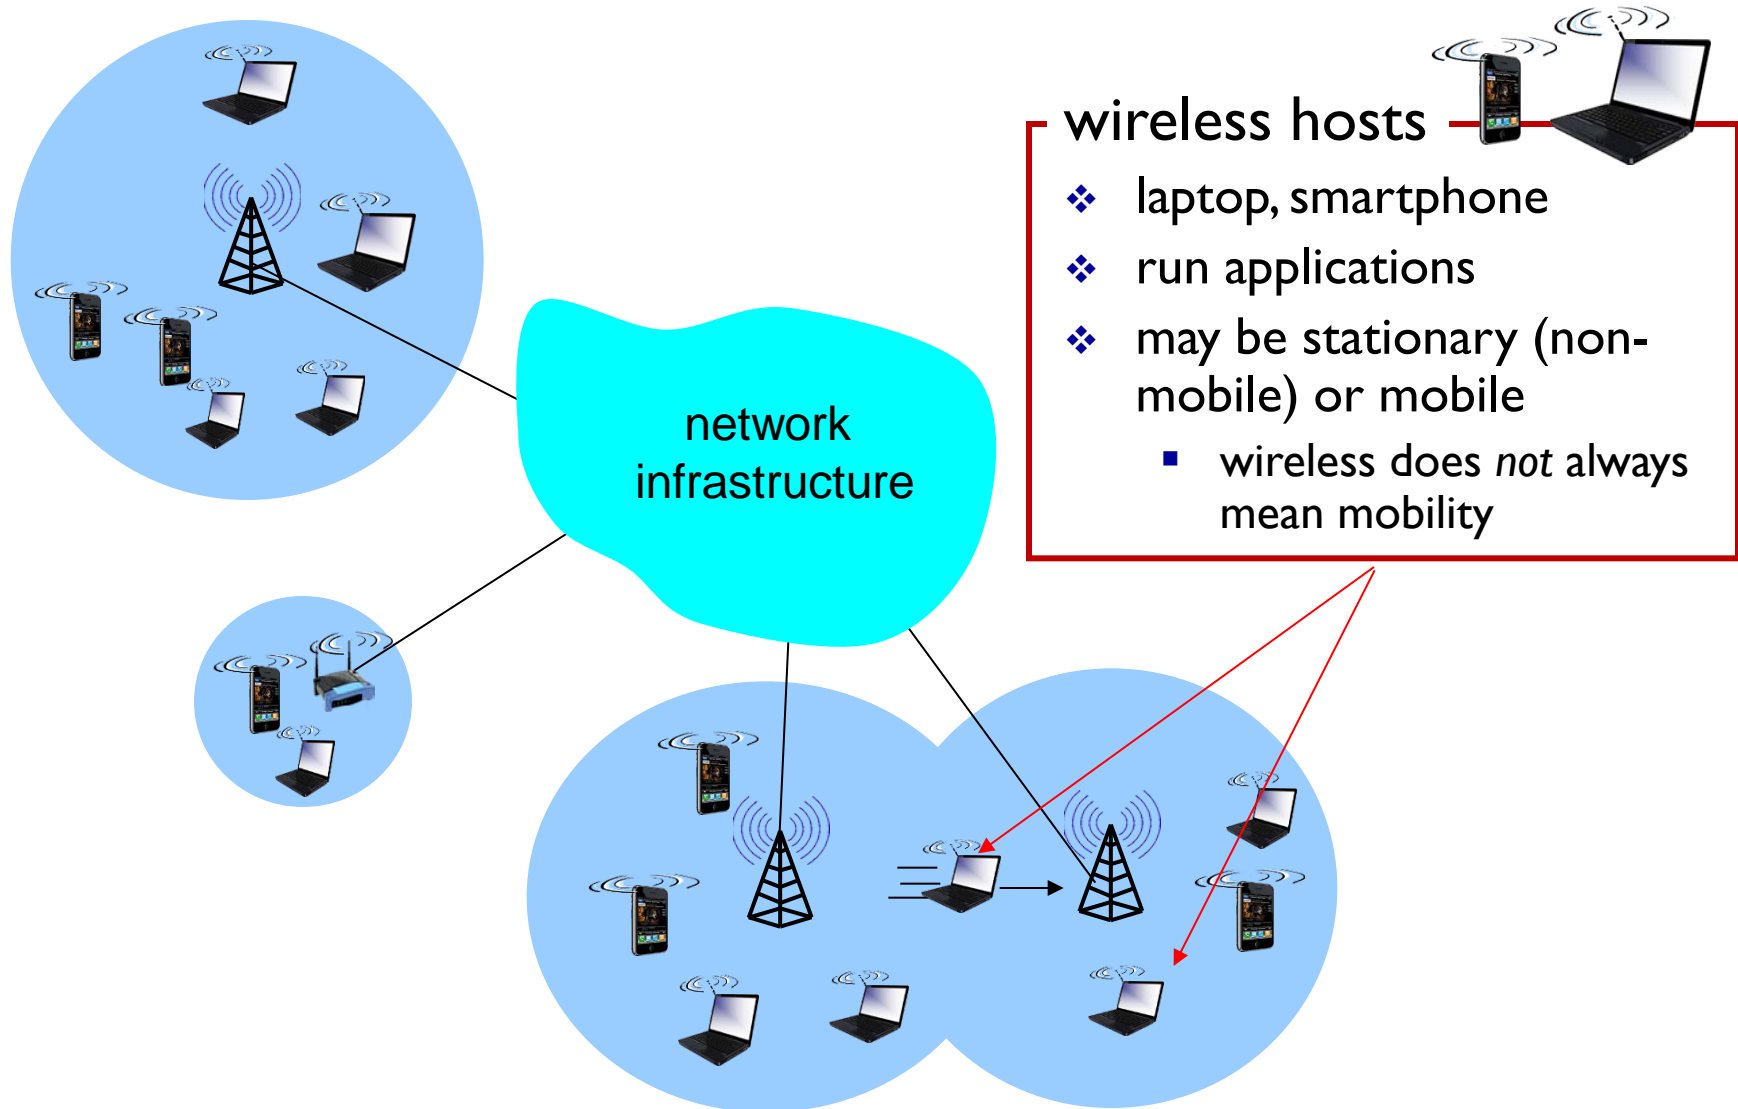 wireless hosts
❖ laptop, smartphone
❖ run applications
❖ may be stationary (non-
mobile) or mobile
▪ wireless does not always
mean mobility
network
infrastructure